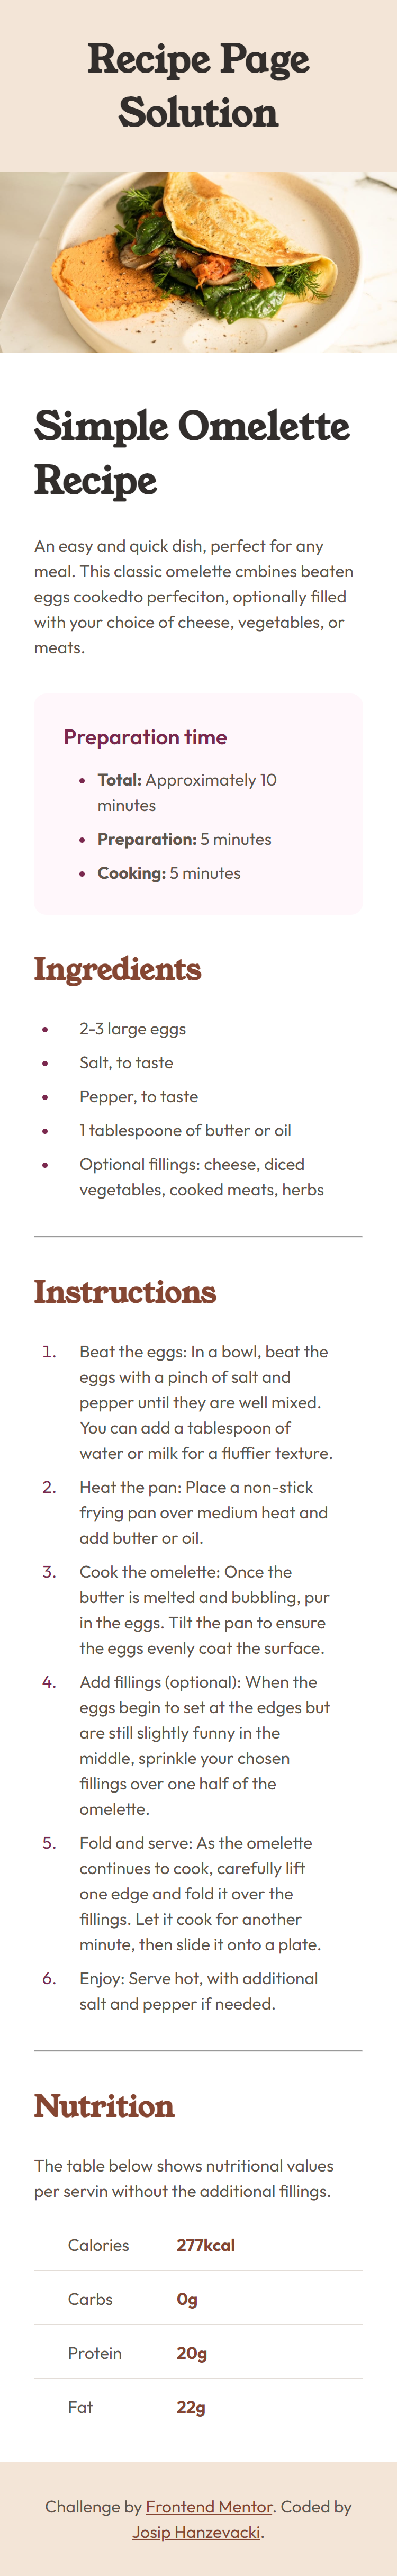 Recipe Page
Solution
Simple Omelette
Recipe
An easy and quick dish, perfect for any
meal. This classic omelette cmbines beaten
eggs cookedto perfeciton, optionally filled
with your choice of cheese, vegetables, or
meats.
Preparation time
• Total: Approximately 10
minutes
• Preparation: 5 minutes
• Cooking: 5 minutes
Ingredients
• 2-3 large eggs
• Salt, to taste
• Pepper, to taste
• 1 tablespoone of butter or oil
• Optional fillings: cheese, diced
vegetables, cooked meats, herbs
Instructions
1. Beat the eggs: In a bowl, beat the
eggs with a pinch of salt and
pepper until they are well mixed.
You can add a tablespoon of
water or milk for a fluffier texture.
2. Heat the pan: Place a non-stick
frying pan over medium heat and
add butter or oil.
3. Cook the omelette: Once the
butter is melted and bubbling, pur
in the eggs. Tilt the pan to ensure
the eggs evenly coat the surface.
4. Add fillings (optional): When the
eggs begin to set at the edges but
are still slightly funny in the
middle, sprinkle your chosen
fillings over one half of the
omelette.
5. Fold and serve: As the omelette
continues to cook, carefully lift
one edge and fold it over the
fillings. Let it cook for another
minute, then slide it onto a plate.
6. Enjoy: Serve hot, with additional
salt and pepper if needed.
Nutrition
The table below shows nutritional values
per servin without the additional fillings.
Calories 277kcal
Carbs 0g
Protein 20g
Fat 22g
Challenge by Frontend Mentor. Coded by
Josip Hanzevacki.